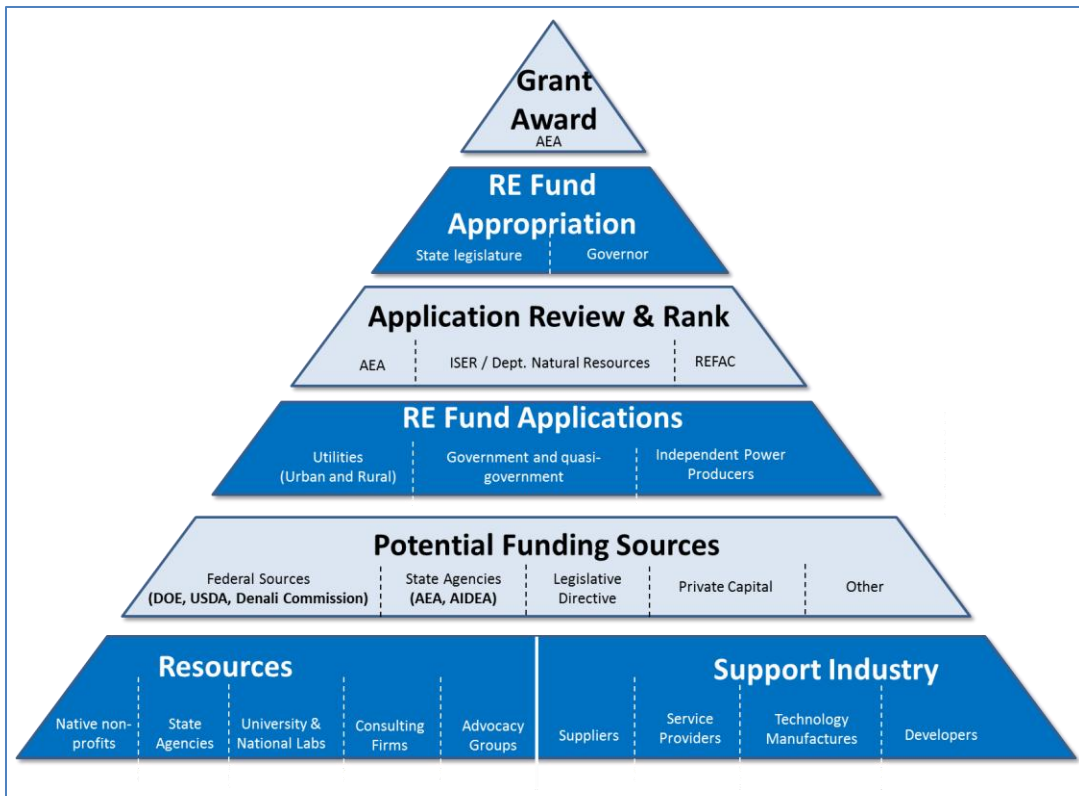 Grant
Award
AEA
RE Fund
Appropriation
State legislature
Governor
Application Review & Rank
AEA
ISER / Dept. Natural Resources
REFAC
RE Fund Applications
Utilities
(Urban and Rural)
Government and quasi-
government
Independent Power
Producers
Potential Funding Sources
Federal Sources
(DOE, USDA, Denali Commission)
State Agencies
(AEA, AIDEA)
Legislative
Directive
Private Capital
Other
Resources
Native non-
profits
State
Agencies
University &
National Labs
Consulting
Firms
Advocacy
Groups
Support Industry
Suppliers
Service
Providers
Technology
Manufactures
Developers